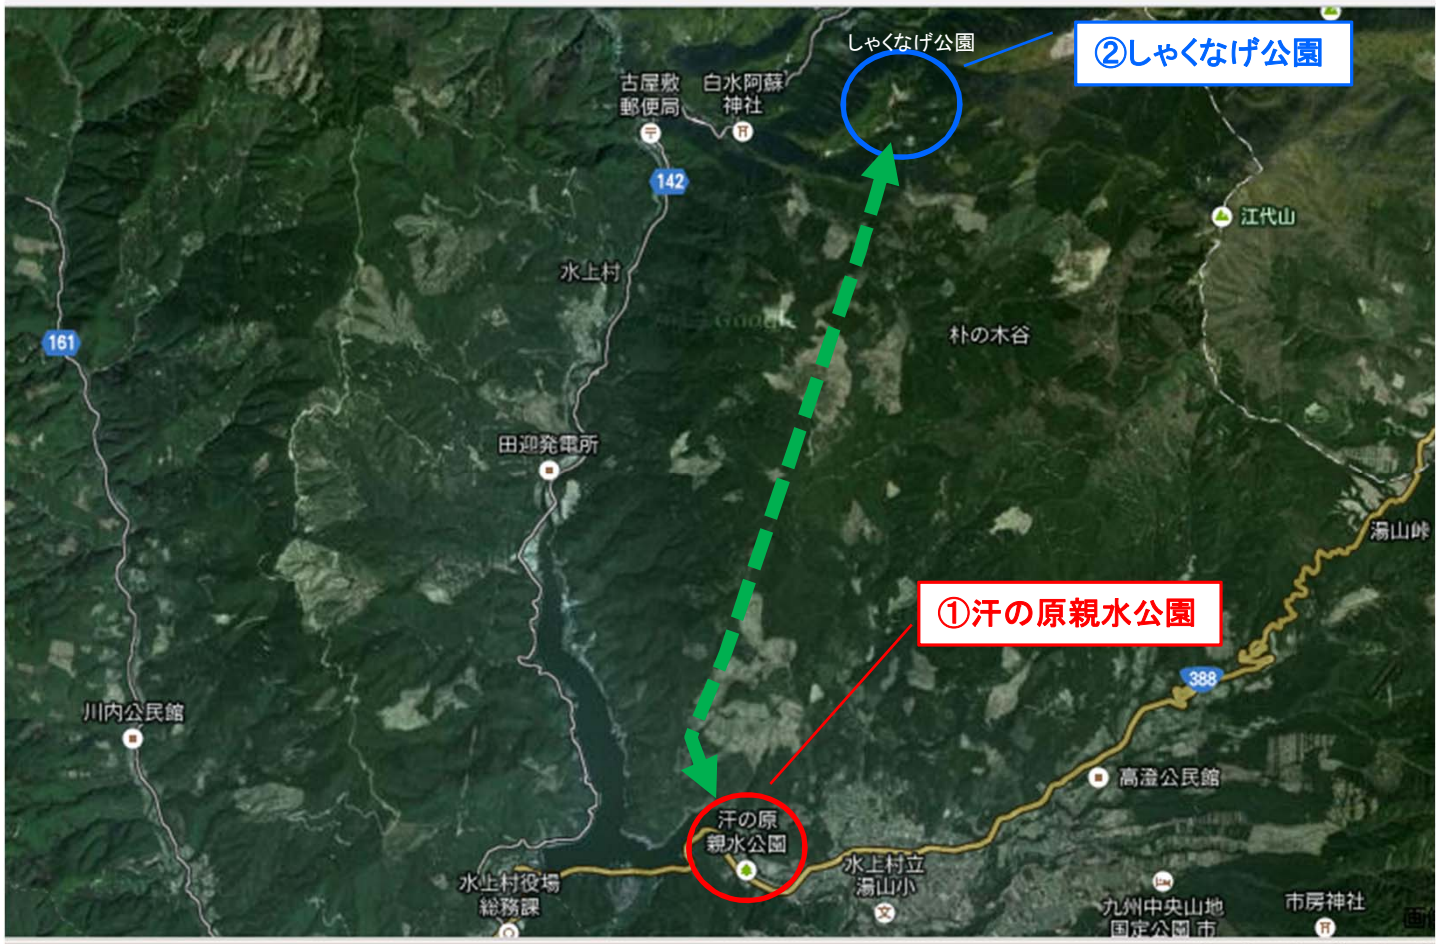 しゃくなげ公園
②しゃくなげ公園
古屋敷
郵便局
白水阿蘇
神社
142
江代山
水上村
Google
161
朴の木谷
田迎発電所
湯山峠
①汗の原親水公園
388
川内公民館
高澄公民館
汗の原
親水公園
水上村立
湯山小
文
水上村役場
総務課
九州中央山地
国定公園 市
市房神社